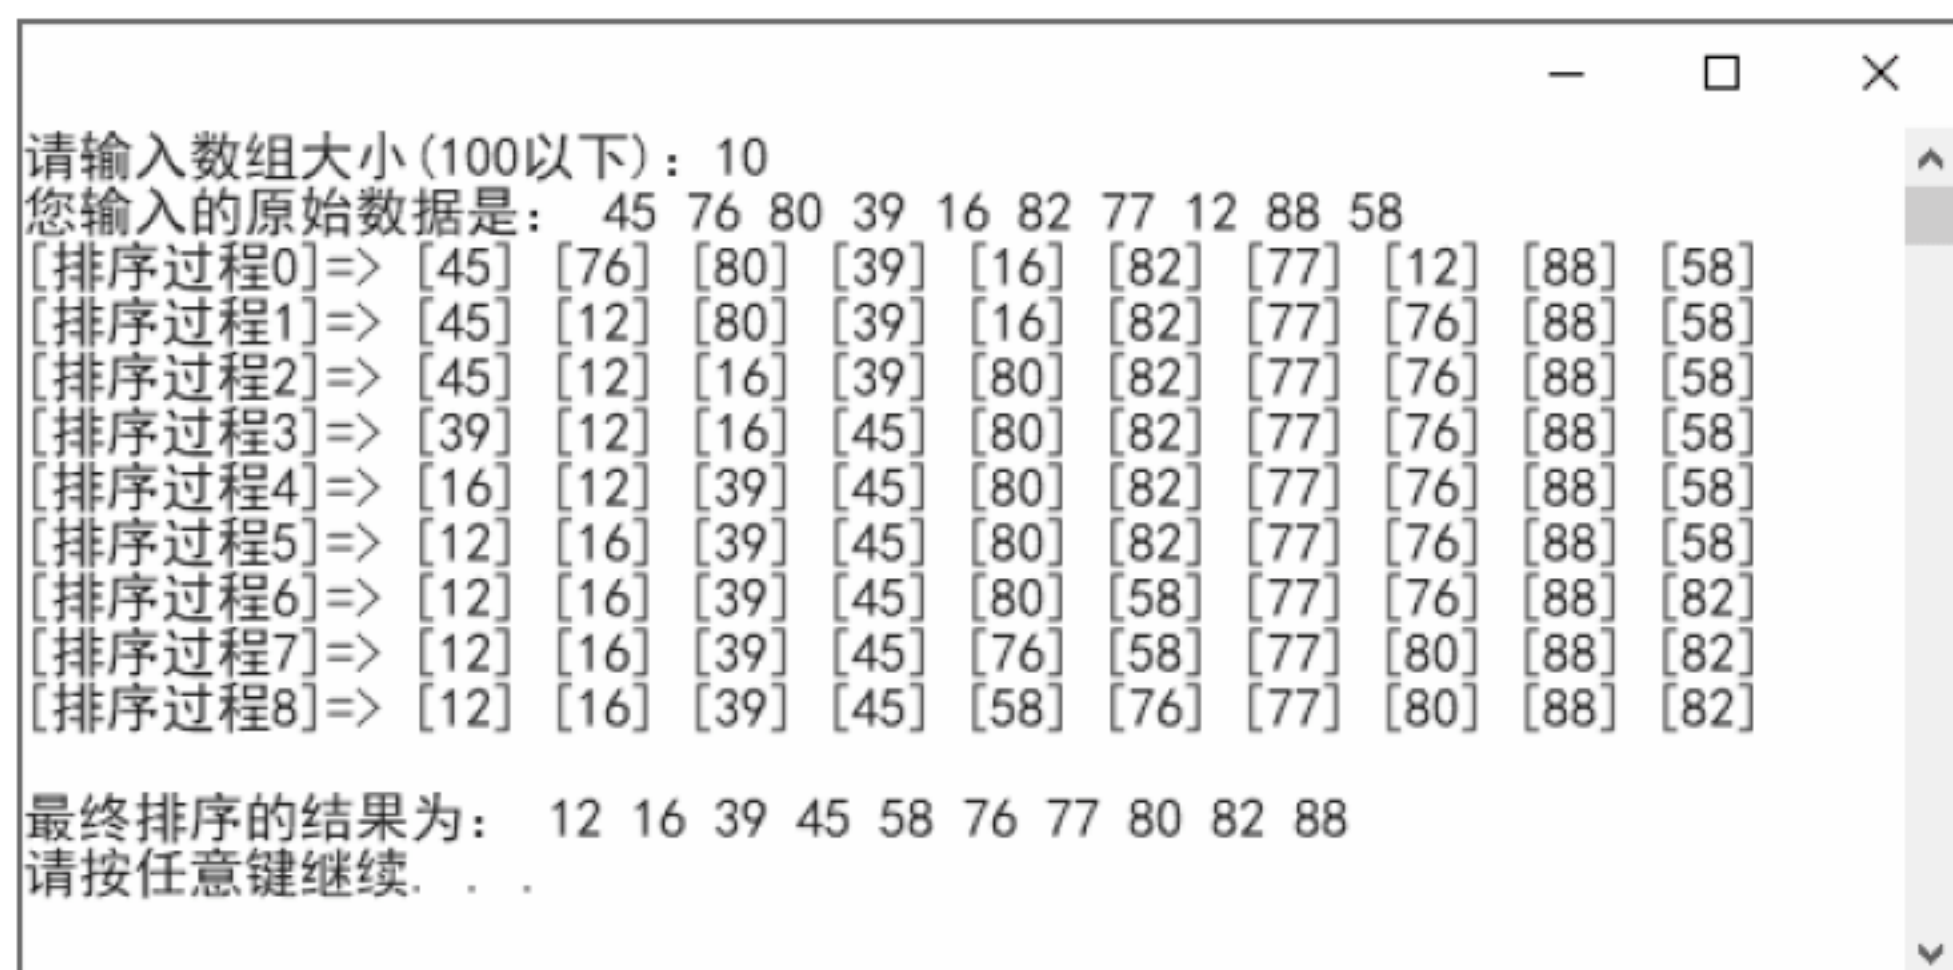 请输入数组大小(100以下): 10
您输入的原始数据是: 45 76 80 39 16 82 77 12 88 58
[排序过程0]=> [45] [76] [80] [39] [16] [82] [77] [12] [88] [58]
[排序过程1]=> [45] [12] [80] [39] [16] [82] [77] [76] [88] [58]
[排序过程2]=> [45] [12] [16] [39] [80] [82] [77] [76] [88] [58]
[排序过程3]=> [39] [12] [16] [45] [80] [82] [77] [76] [88] [58]
[排序过程4]=> [16] [12] [39] [45] [80] [82] [77] [76] [88] [58]
[排序过程5]=> [12] [16] [39] [45] [80] [82] [77] [76] [88] [58]
[排序过程6]=> [12] [16] [39] [45] [80] [58] [77] [76] [88] [82]
[排序过程7]=> [12] [16] [39] [45] [76] [58] [77] [80] [88] [82]
[排序过程8]=> [12] [16] [39] [45] [58] [76] [77] [80] [88] [82]
最终排序的结果为: 12 16 39 45 58 76 77 80 82 88
请按任意键继续. . .